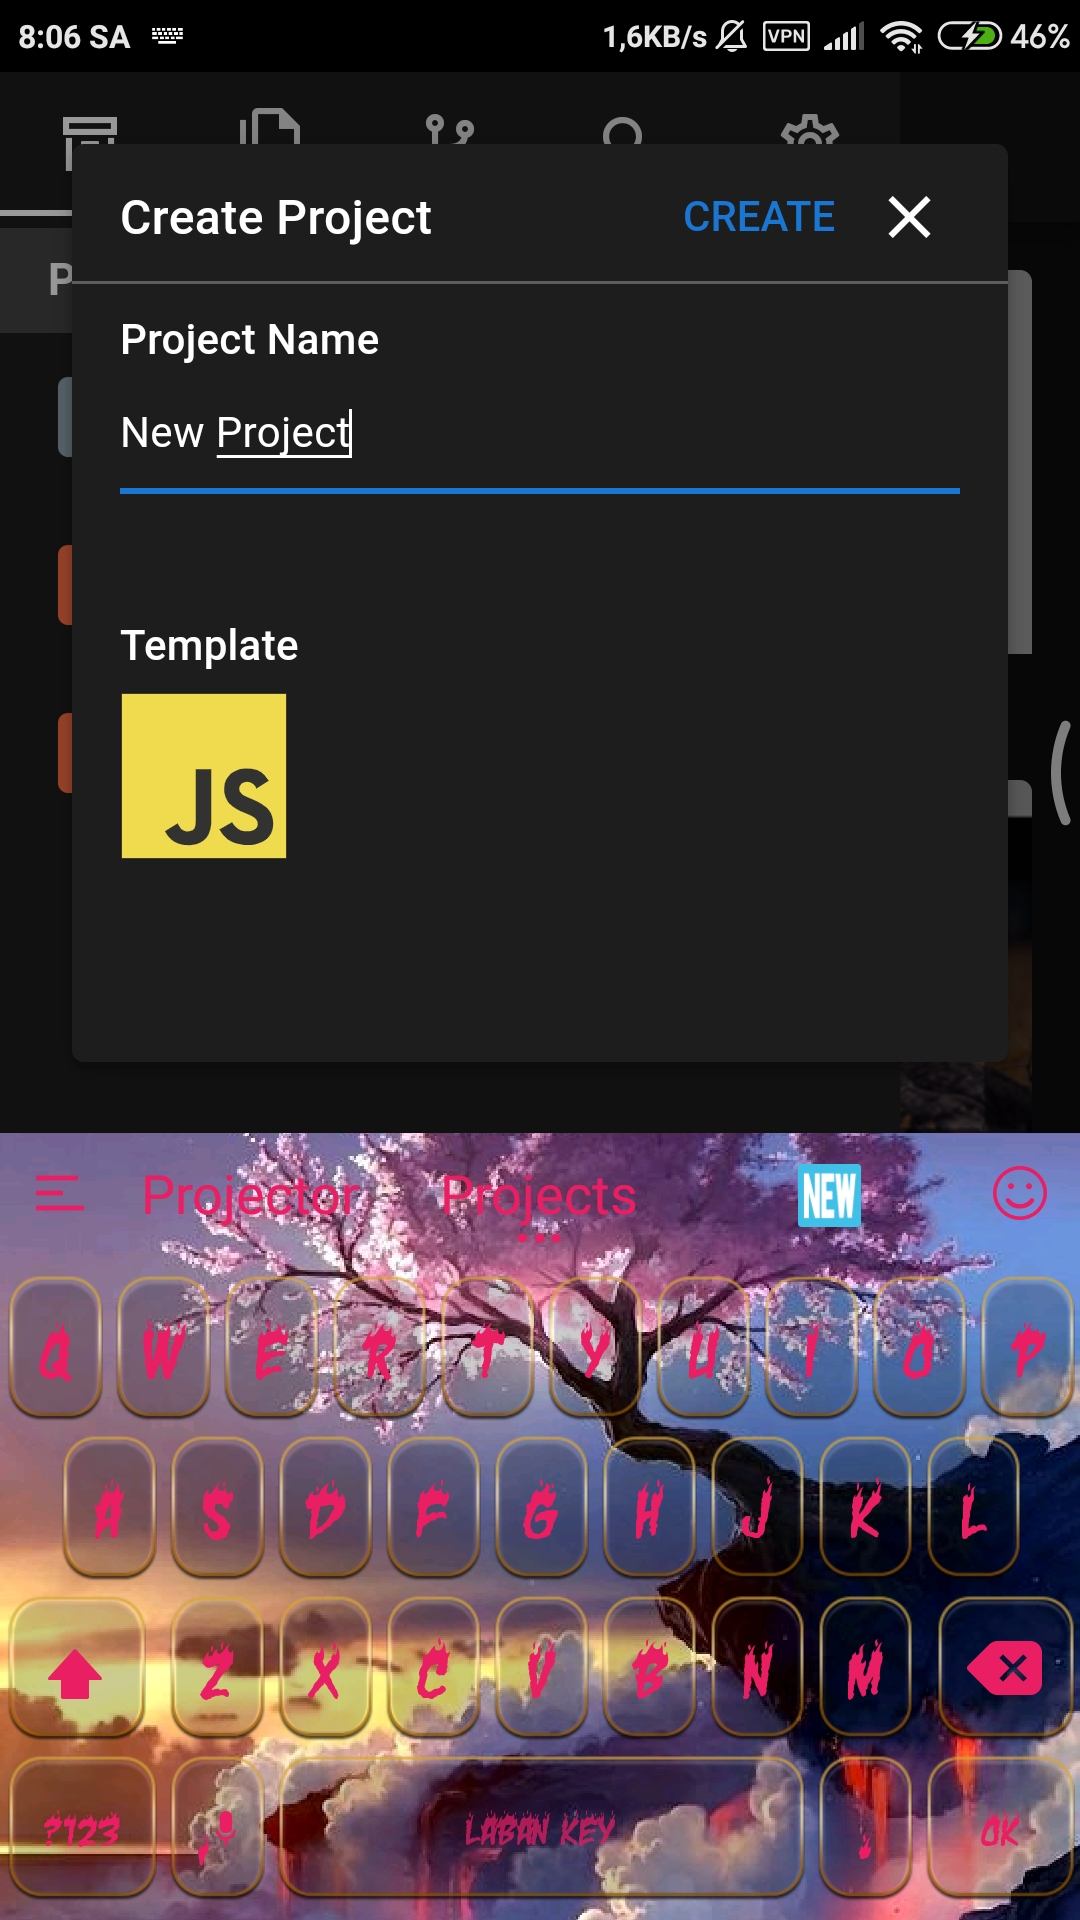 8:06 SA 1,6KB/s VPN 46%
Create Project CREATE
P
Project Name
New Project
Template
JS
Projector Projects NEW
Q W E R T Y U I O P
A S D F G H J K L
Z X C V B N M
?123 , LABAN KEY . OK